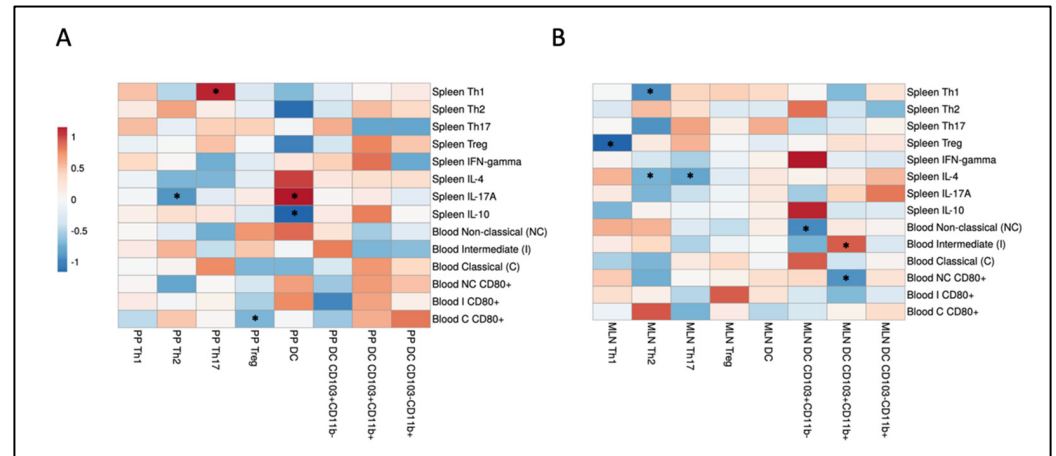 A
B
Spleen Th1
Spleen Th2
Spleen Th17
Spleen Treg
Spleen IFN-gamma
Spleen IL-4
Spleen IL-17A
Spleen IL-10
Blood Non-classical (NC)
Blood Intermediate (I)
Blood Classical (C)
Blood NC CD80+
Blood I CD80+
Blood C CD80+
1
0.5
0
-0.5
-1
PP Th1
PP Th2
PP Th17
PP Treg
PP DC
PP DC CD103+CD11b-
PP DC CD103+CD11b+
PP DC CD103-CD11b+
Spleen Th1
Spleen Th2
Spleen Th17
Spleen Treg
Spleen IFN-gamma
Spleen IL-4
Spleen IL-17A
Spleen IL-10
Blood Non-classical (NC)
Blood Intermediate (I)
Blood Classical (C)
Blood NC CD80+
Blood I CD80+
Blood C CD80+
MLN Th1
MLN Th2
MLN Th17
MLN Treg
MLN DC
MLN DC CD103+CD11b-
MLN DC CD103+CD11b+
MLN DC CD103-CD11b+